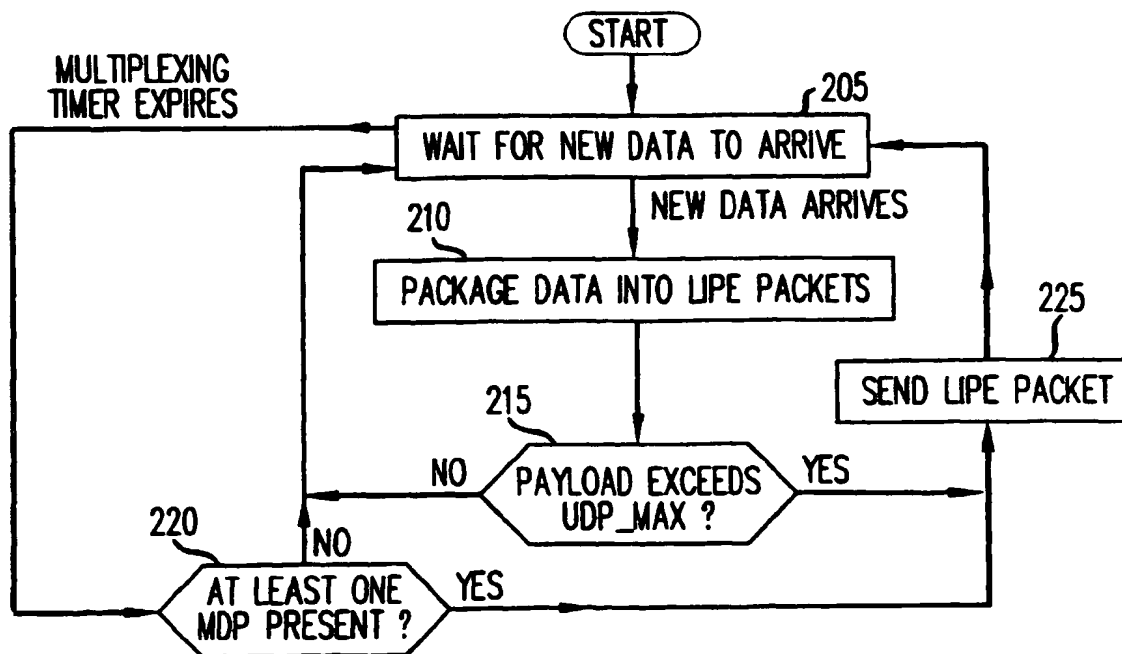 START
MULTIPLEXING
TIMER EXPIRES
205
WAIT FOR NEW DATA TO ARRIVE
NEW DATA ARRIVES
210
PACKAGE DATA INTO LIPE PACKETS
225
SEND LIPE PACKET
215
NO
PAYLOAD EXCEEDS
UDP_MAX ?
YES
220
NO
AT LEAST ONE
MDP PRESENT ?
YES